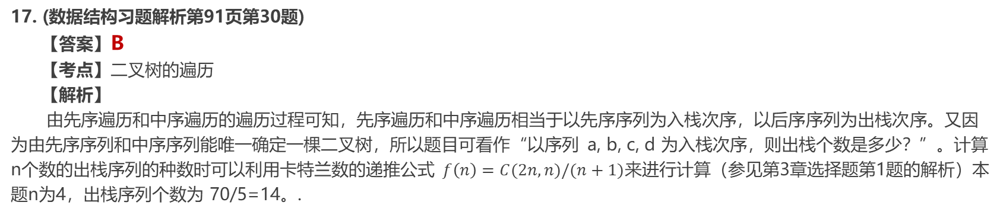 17. (数据结构习题解析第91页第30题)
【答案】B
【考点】二叉树的遍历
【解析】
由先序遍历和中序遍历的遍历过程可知，先序遍历和中序遍历相当于以先序序列为入栈次序，以后序序列为出栈次序。又因
为由先序序列和中序序列能唯一确定一棵二叉树，所以题目可看作“以序列 a, b, c, d 为入栈次序，则出栈个数是多少？”。计算
n个数的出栈序列的种数时可以利用卡特兰数的递推公式 f(n) = C(2n,n)/(n + 1)来进行计算（参见第3章选择题第1题的解析）本
题n为4，出栈序列个数为 70/5=14。.